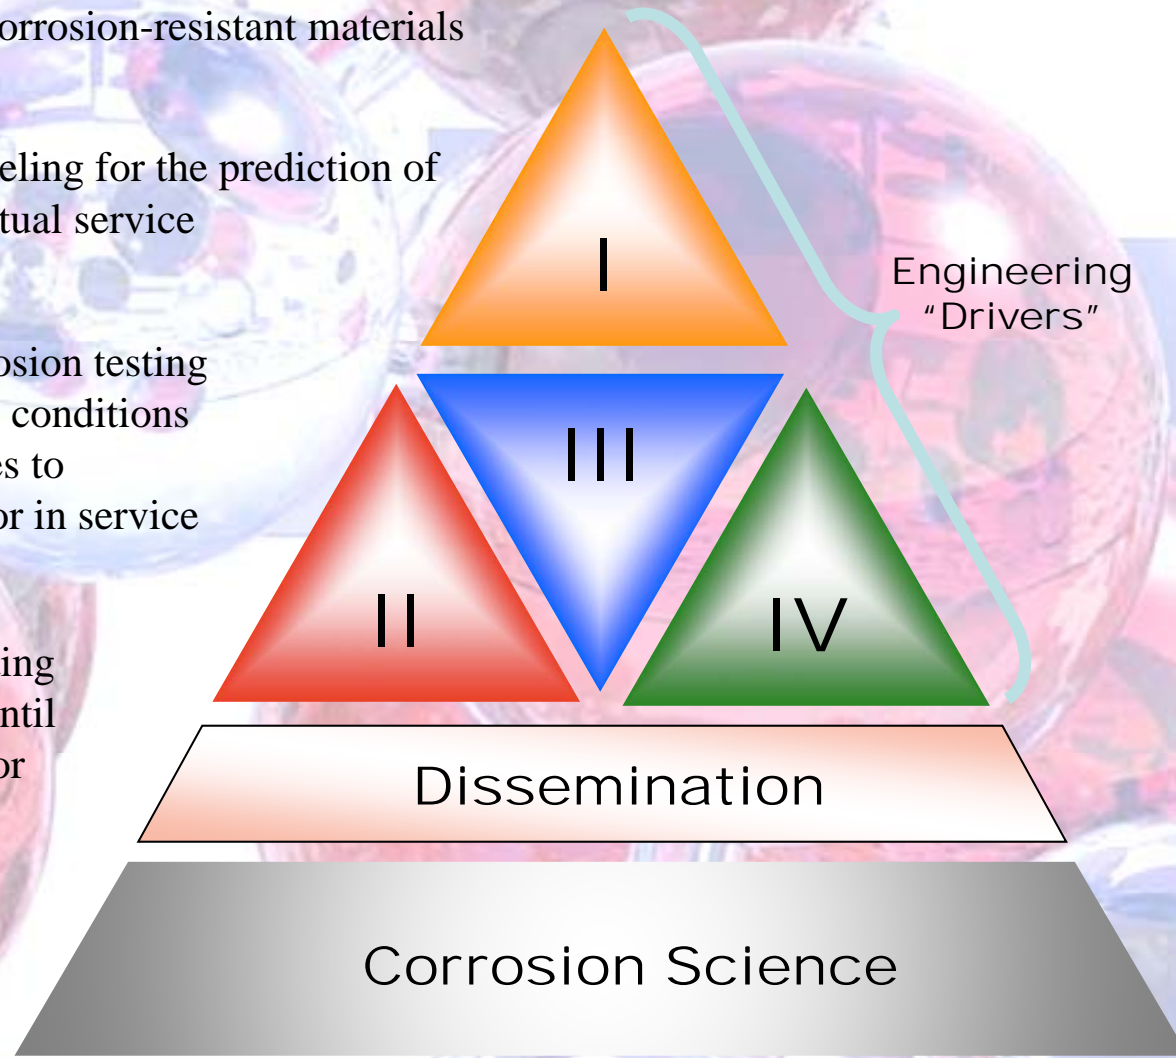 corrosion-resistant materials
eling for the prediction of
tual service
osion testing
conditions
es to
or in service
ing
ntil
or
I
Engineering
“Drivers”
III
II
IV
Dissemination
Corrosion Science